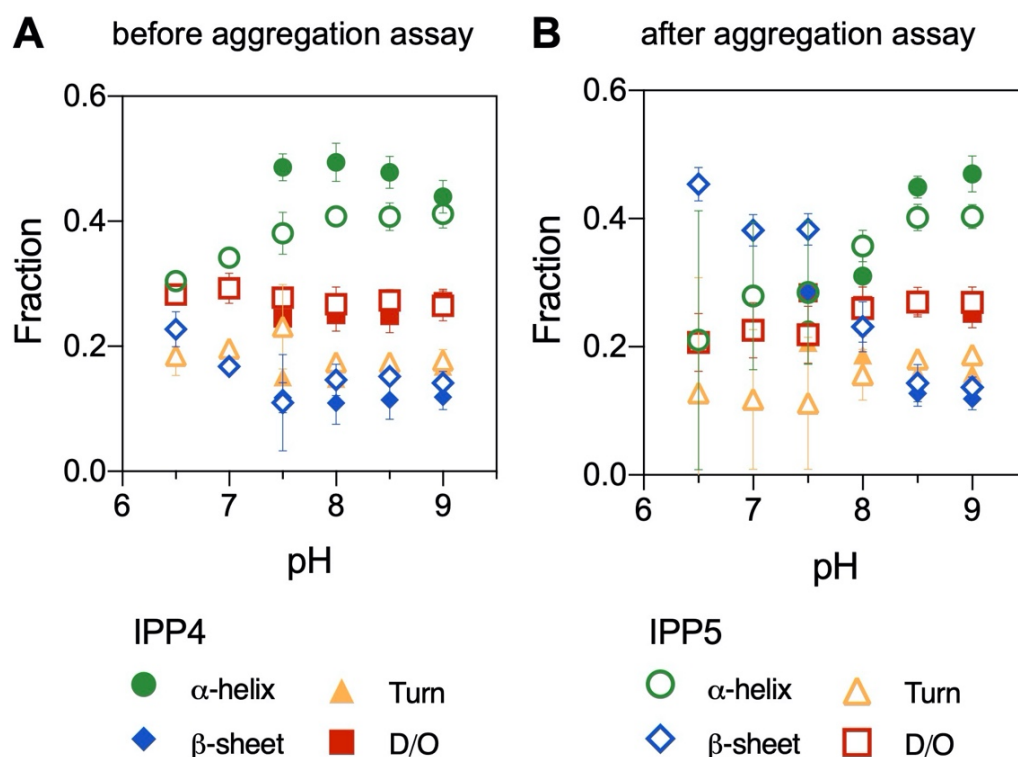 A before aggregation assay
B after aggregation assay
Fraction
0.6
0.4
0.2
0.0
6 7 8 9
pH
Fraction
0.6
0.4
0.2
0.0
6 7 8 9
pH
IPP4
α-helix Turn
β-sheet D/O
IPP5
α-helix Turn
β-sheet D/O